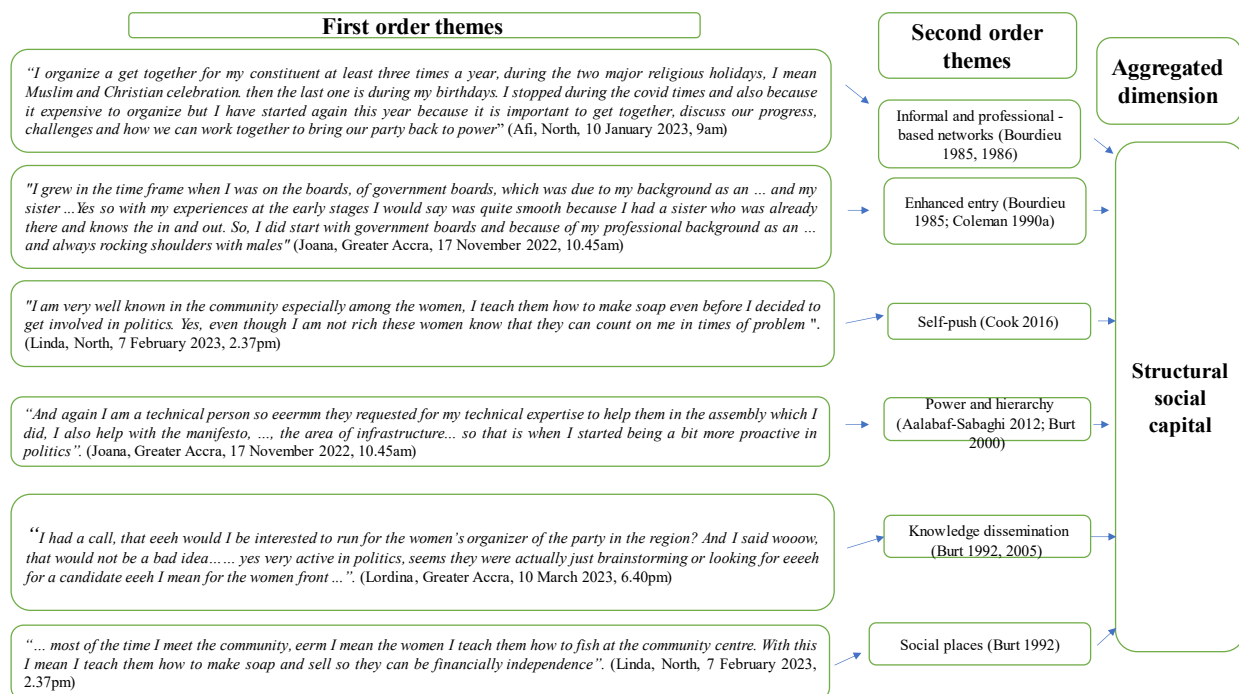 First order themes
Second order
themes
Aggregated
dimension
“I organize a get together for my constituent at least three times a year, during the two major religious holidays, I mean
Muslim and Christian celebration. then the last one is during my birthdays. I stopped during the covid times and also because
it expensive to organize but I have started again this year because it is important to get together, discuss our progress,
challenges and how we can work together to bring our party back to power” (Afi, North, 10 January 2023, 9am)
Informal and professional -
based networks (Bourdieu
1985, 1986)
"I grew in the time frame when I was on the boards, of government boards, which was due to my background as an … and my
sister …Yes so with my experiences at the early stages I would say was quite smooth because I had a sister who was already
there and knows the in and out. So, I did start with government boards and because of my professional background as an …
and always rocking shoulders with males" (Joana, Greater Accra, 17 November 2022, 10.45am)
Enhanced entry (Bourdieu
1985; Coleman 1990a)
"I am very well known in the community especially among the women, I teach them how to make soap even before I decided to
get involved in politics. Yes, even though I am not rich these women know that they can count on me in times of problem ".
(Linda, North, 7 February 2023, 2.37pm)
Self-push (Cook 2016)
Structural
social
capital
“And again I am a technical person so eeermm they requested for my technical expertise to help them in the assembly which I
did, I also help with the manifesto, …, the area of infrastructure... so that is when I started being a bit more proactive in
politics”. (Joana, Greater Accra, 17 November 2022, 10.45am)
Power and hierarchy
(Aalabaf-Sabaghi 2012; Burt
2000)
“I had a call, that eeeh would I be interested to run for the women’s organizer of the party in the region? And I said wooow,
that would not be a bad idea…… yes very active in politics, seems they were actually just brainstorming or looking for eeeeh
for a candidate eeeh I mean for the women front ...”. (Lordina, Greater Accra, 10 March 2023, 6.40pm)
Knowledge dissemination
(Burt 1992, 2005)
“… most of the time I meet the community, eerm I mean the women I teach them how to fish at the community centre. With this
I mean I teach them how to make soap and sell so they can be financially independence”. (Linda, North, 7 February 2023,
2.37pm)
Social places (Burt 1992)